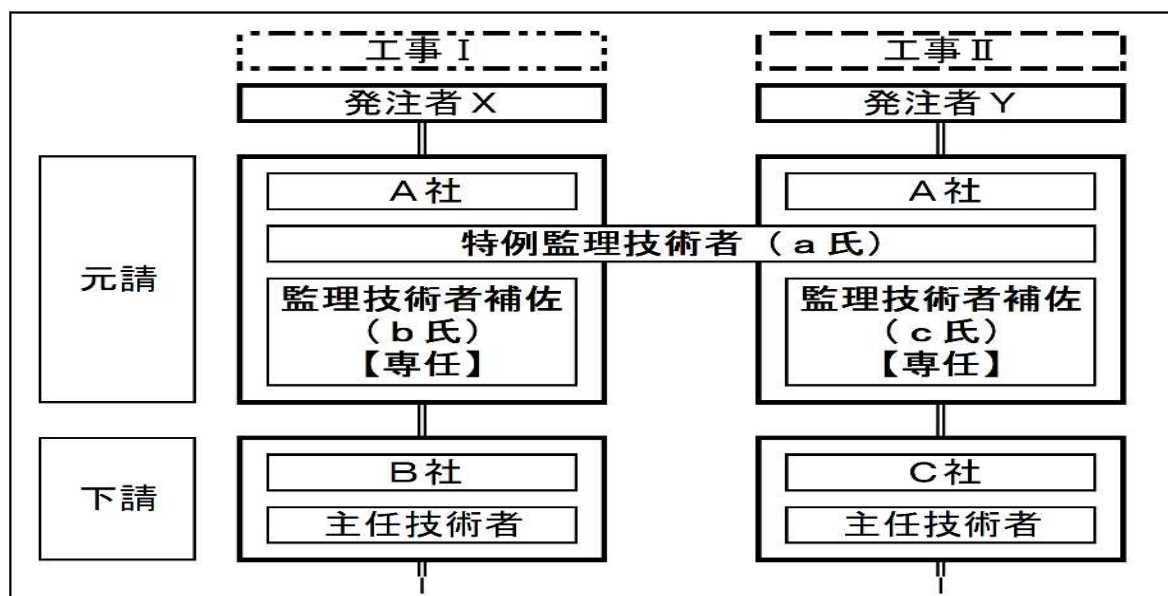 工事Ⅰ
発注者X
元請
A社
特例監理技術者(a氏)
監理技術者補佐
(b氏)
【専任】
下請
B社
主任技術者
工事Ⅱ
発注者Y
A社
監理技術者補佐
(c氏)
【専任】
C社
主任技術者